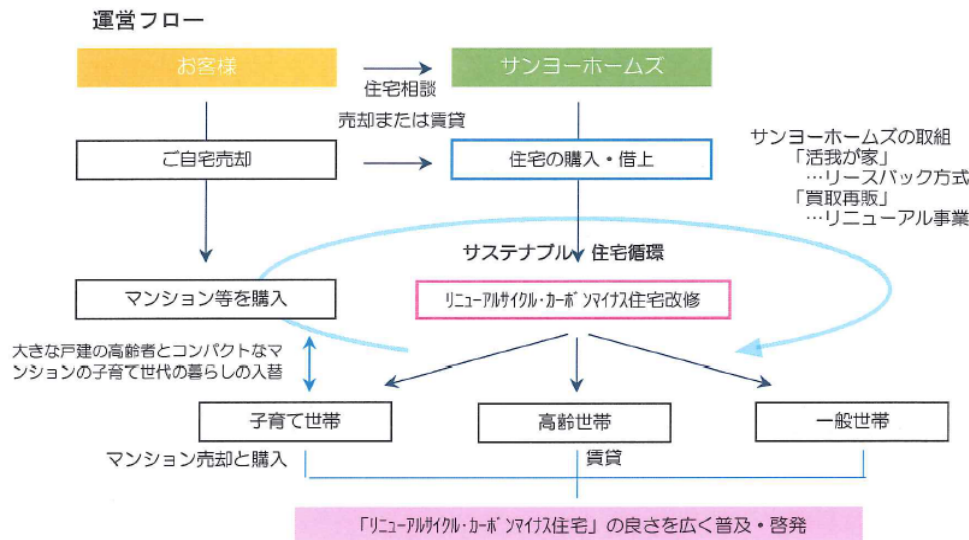 運営フロー
お客様
サンヨーホームズ
住宅相談
売却または賃貸
ご自宅売却
住宅の購入・借上
サンヨーホームズの取組
「活我が家」
…リースバック方式
「買取再販」
…リニューアル事業
サステナブル 住宅循環
マンション等を購入
ﾘﾆｭｰｱﾙｻｲｸﾙ・ｶｰﾎﾞﾝﾏｲﾅｽ住宅改修
大きな戸建の高齢者とコンパクトなマ
ンションの子育て世代の暮らしの入替
子育て世帯
高齢世帯
一般世帯
マンション売却と購入
賃貸
「ﾘﾆｭｰｱﾙｻｲｸﾙ・ｶｰﾎﾞﾝﾏｲﾅｽ住宅」の良さを広く普及・啓発